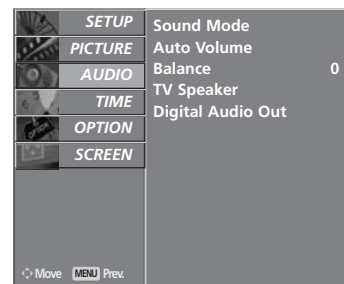 SETUP
PICTURE
AUDIO
TIME
OPTION
SCREEN
Move MENU Prev.
Sound Mode
Auto Volume
Balance 0
TV Speaker
Digital Audio Out